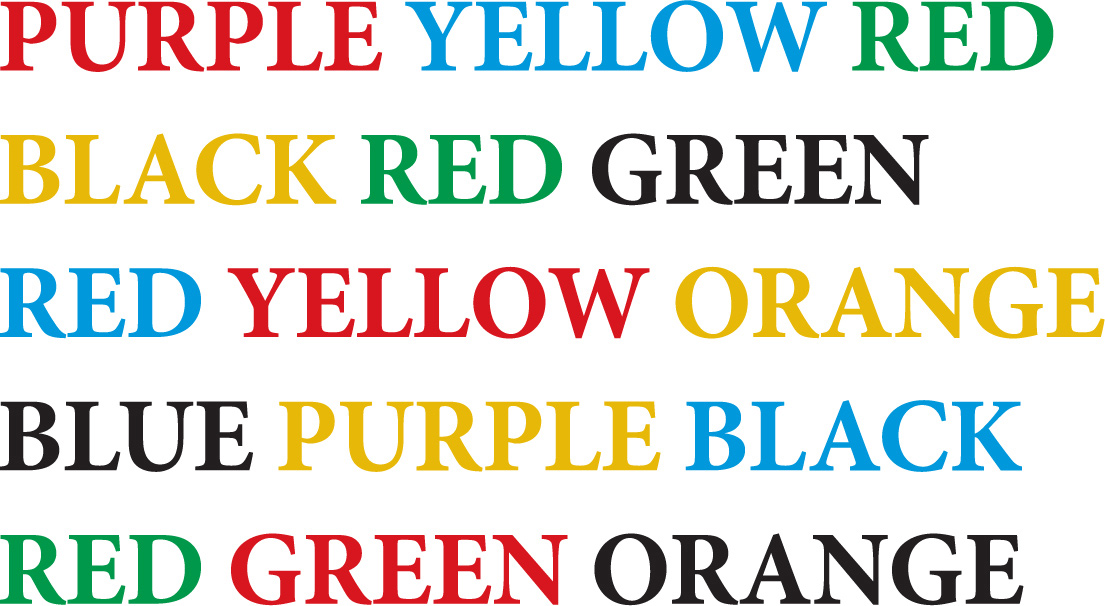 PURPLE YELLOW RED
BLACK RED GREEN
RED YELLOW ORANGE
BLUE PURPLE BLACK
RED GREEN ORANGE